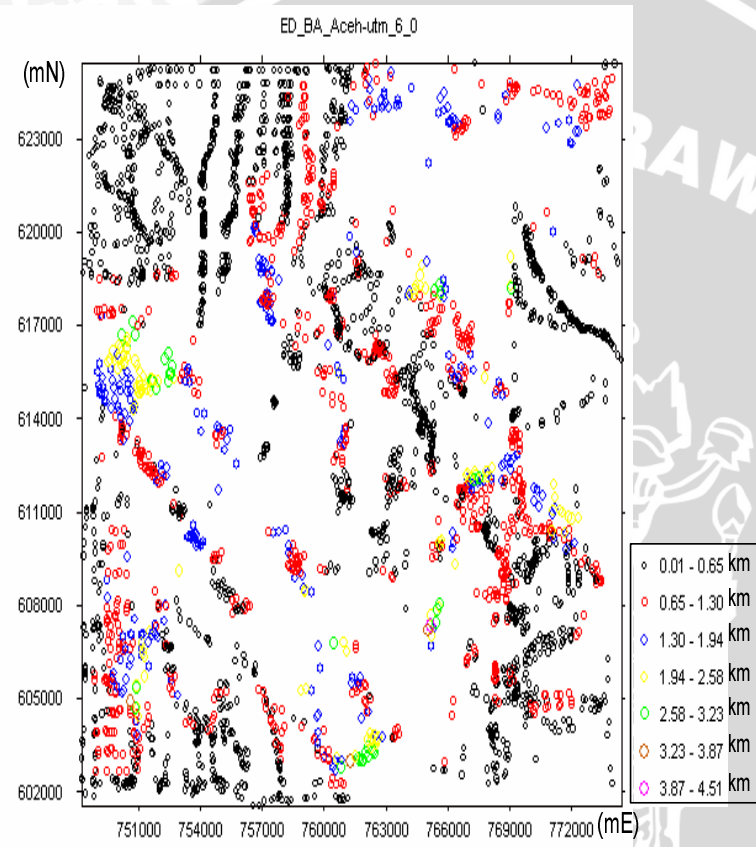 ED_BA_Aceh-utm_6_0
(mN)
623000
620000
617000
614000
611000
608000
605000
602000
751000 754000 757000 760000 763000 766000 769000 772000 (mE)
0.01 - 0.65 km
0.65 - 1.30 km
1.30 - 1.94 km
1.94 - 2.58 km
2.58 - 3.23 km
3.23 - 3.87 km
3.87 - 4.51 km
RAW